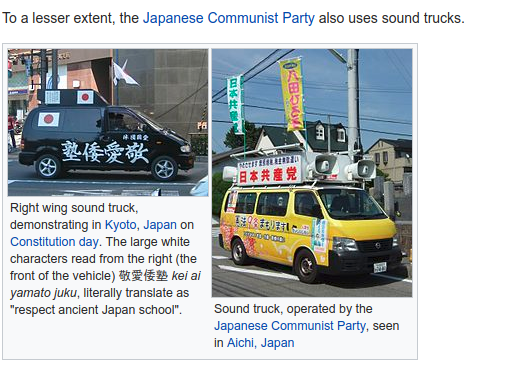 To a lesser extent, the Japanese Communist Party also uses sound trucks.
塾倭愛敬
日本共産
八田ひろ子
日本共産党
Right wing sound truck,
demonstrating in Kyoto, Japan on
Constitution day. The large white
characters read from the right (the
front of the vehicle) 敬愛倭塾 kei ai
yamato juku, literally translate as
"respect ancient Japan school".
Sound truck, operated by the
Japanese Communist Party, seen
in Aichi, Japan